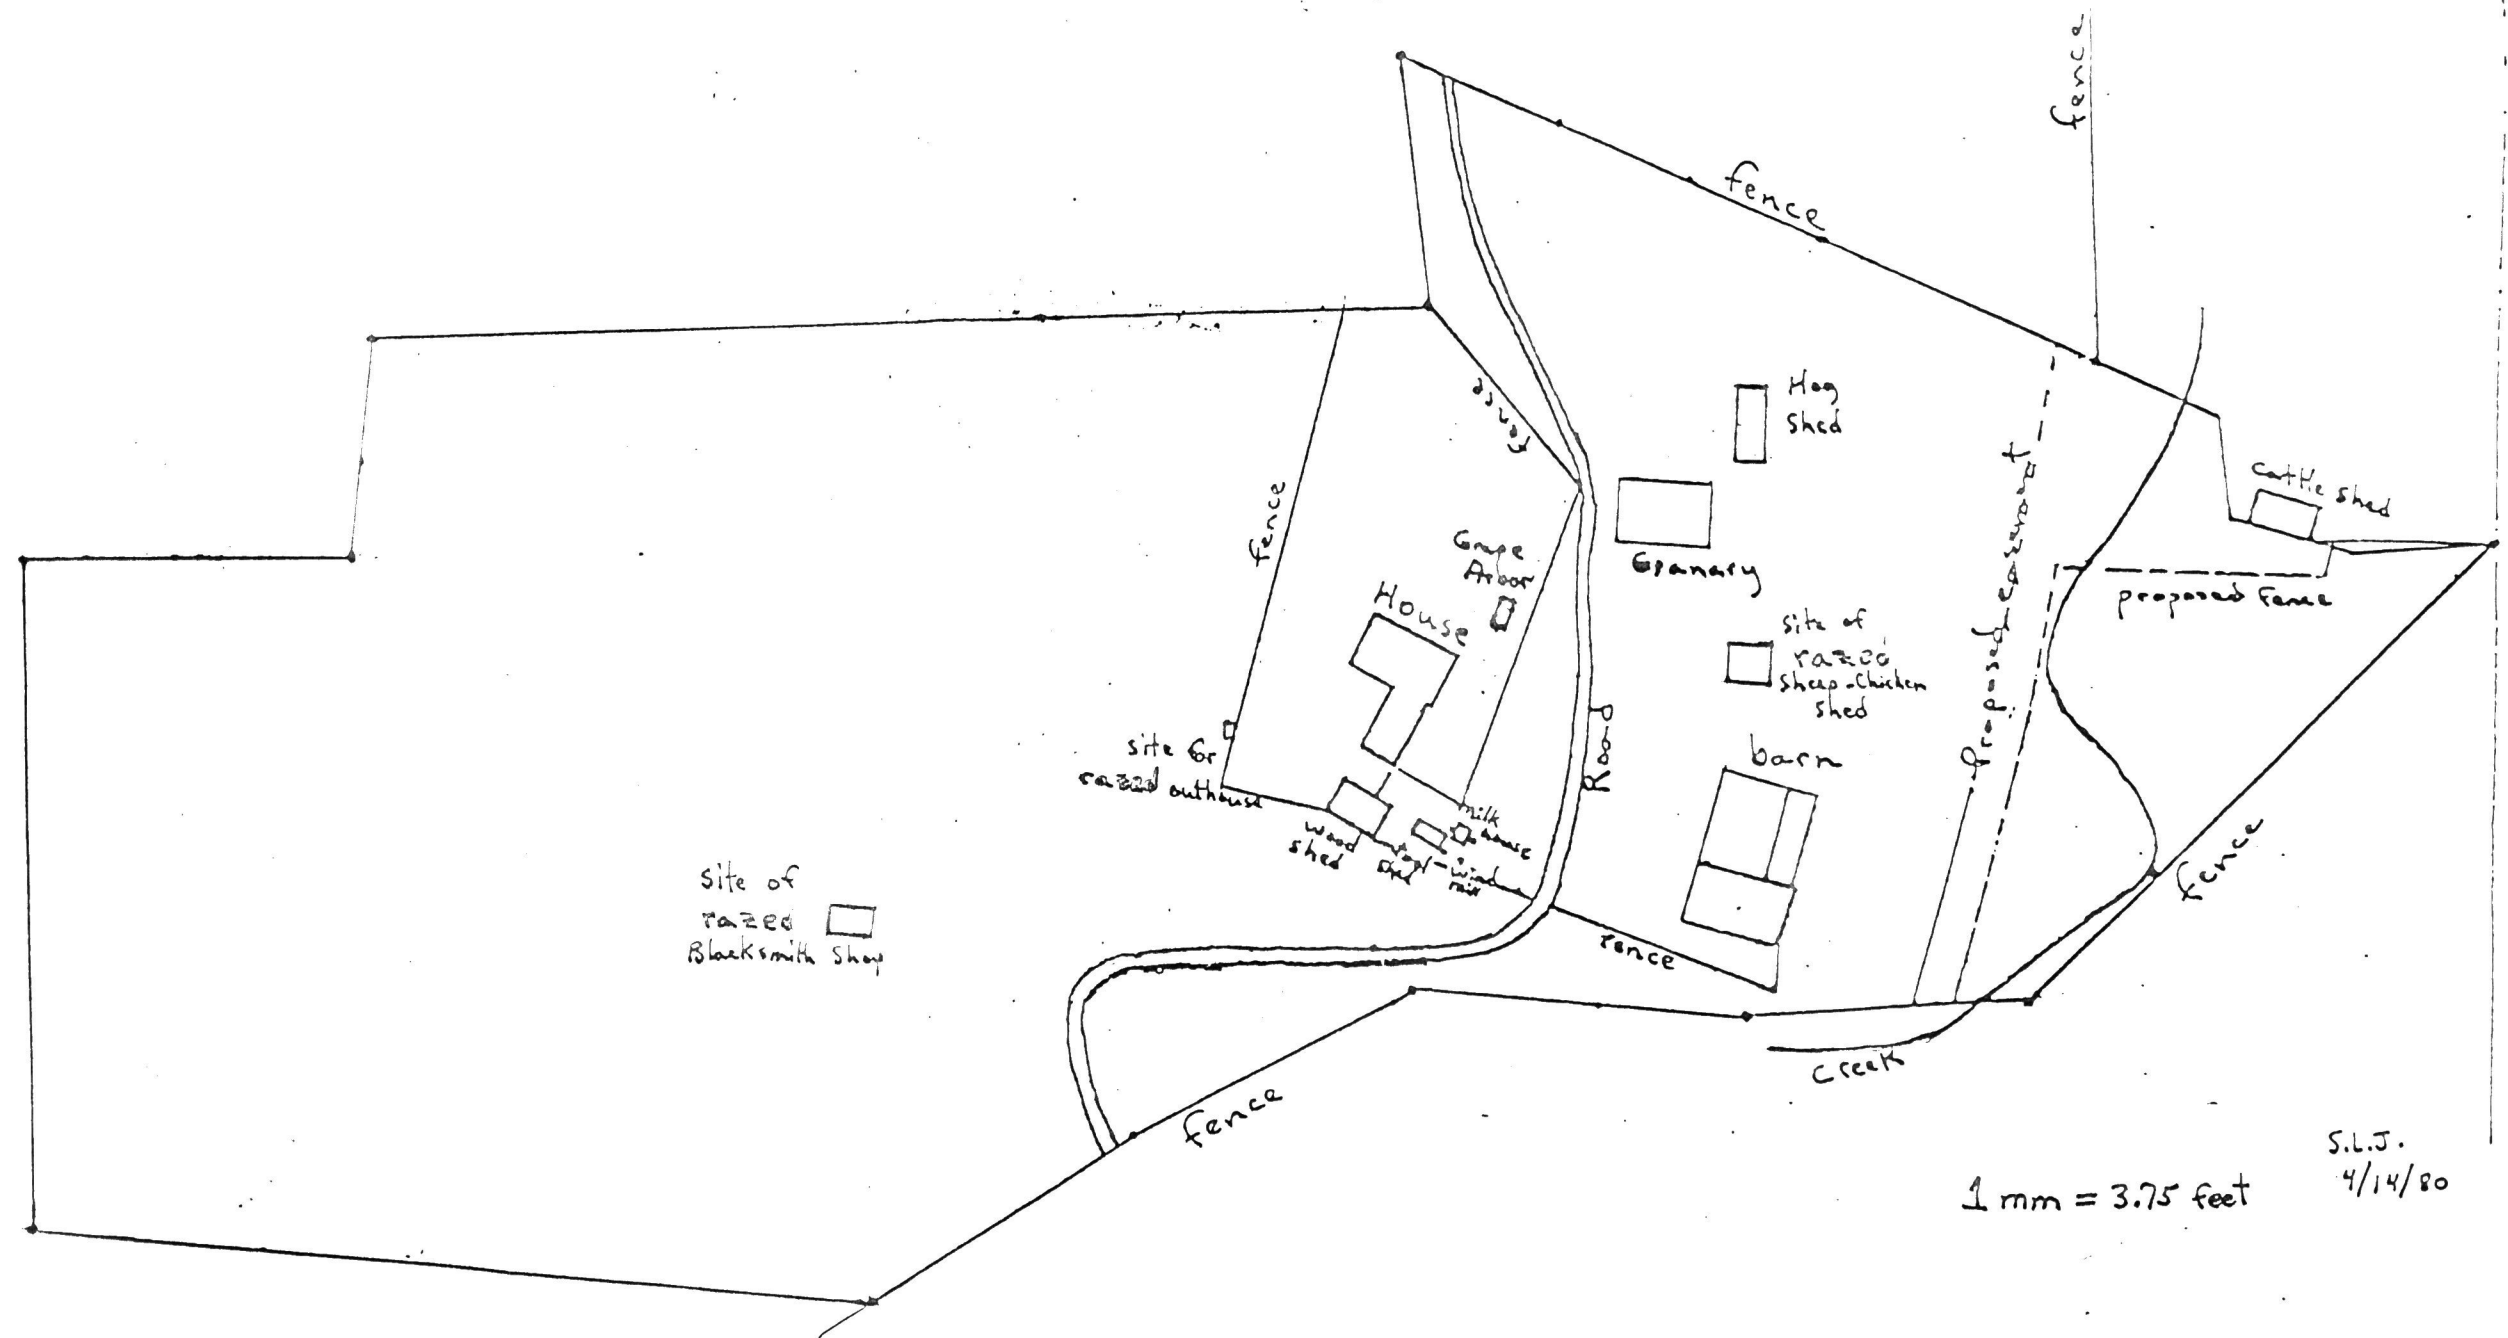 fence
fence
Hog
Shed
Cattle Shed
fence
Grape
Arbor
Granary
House
proposed Fence
Site of
razed
Sheep-Chicken
Shed
Proposed
Road
barn
site for
razed outhouse
milk
house
wood
shed
wind
mill
Site of
razed
Blacksmith Shop
fence
fence
Creek
fence
S.L.J.
4/14/80
1 mm = 3.75 feet